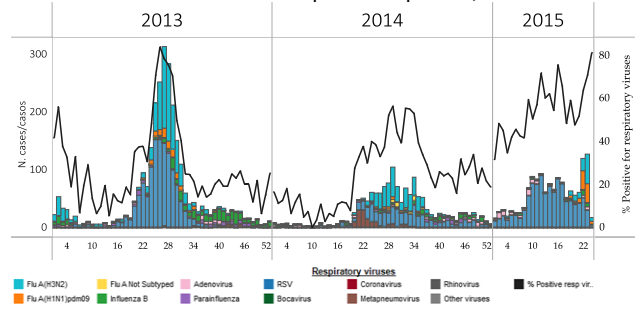 2013 2014 2015
300
200
100
0
N. cases/casos
80
60
40
20
0
% Positive for respiratory viruses
4 10 16 22 28 34 40 46 52 4 10 16 22 28 34 40 46 52 4 10 16 22
Respiratory viruses
Flu A(H3N2) Flu A Not Subtyped Adenovirus RSV Coronavirus Rhinovirus % Positive resp vir..
Flu A(H1N1)pdm09 Influenza B Parainfluenza Bocavirus Metapneumovirus Other viruses